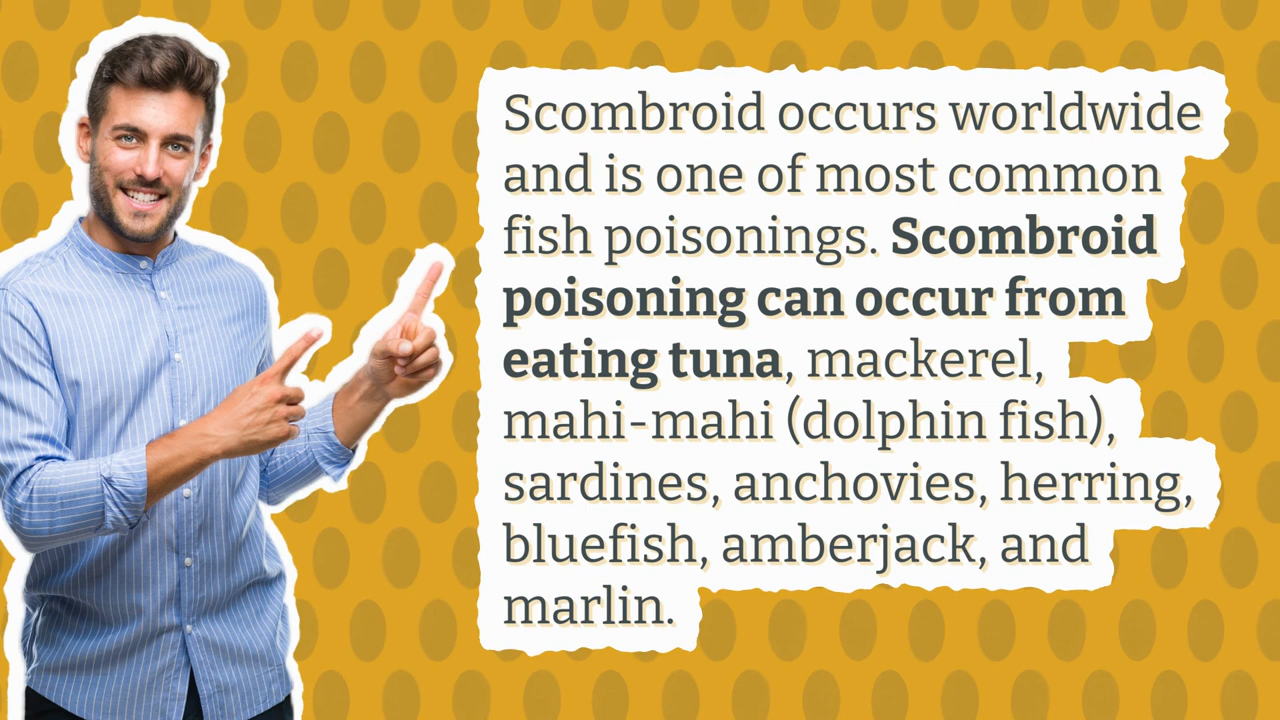 Scombroid occurs worldwide
and is one of most common
fish poisonings. Scombroid
poisoning can occur from
eating tuna, mackerel,
mahi-mahi (dolphin fish),
sardines, anchovies, herring,
bluefish, amberjack, and
marlin.